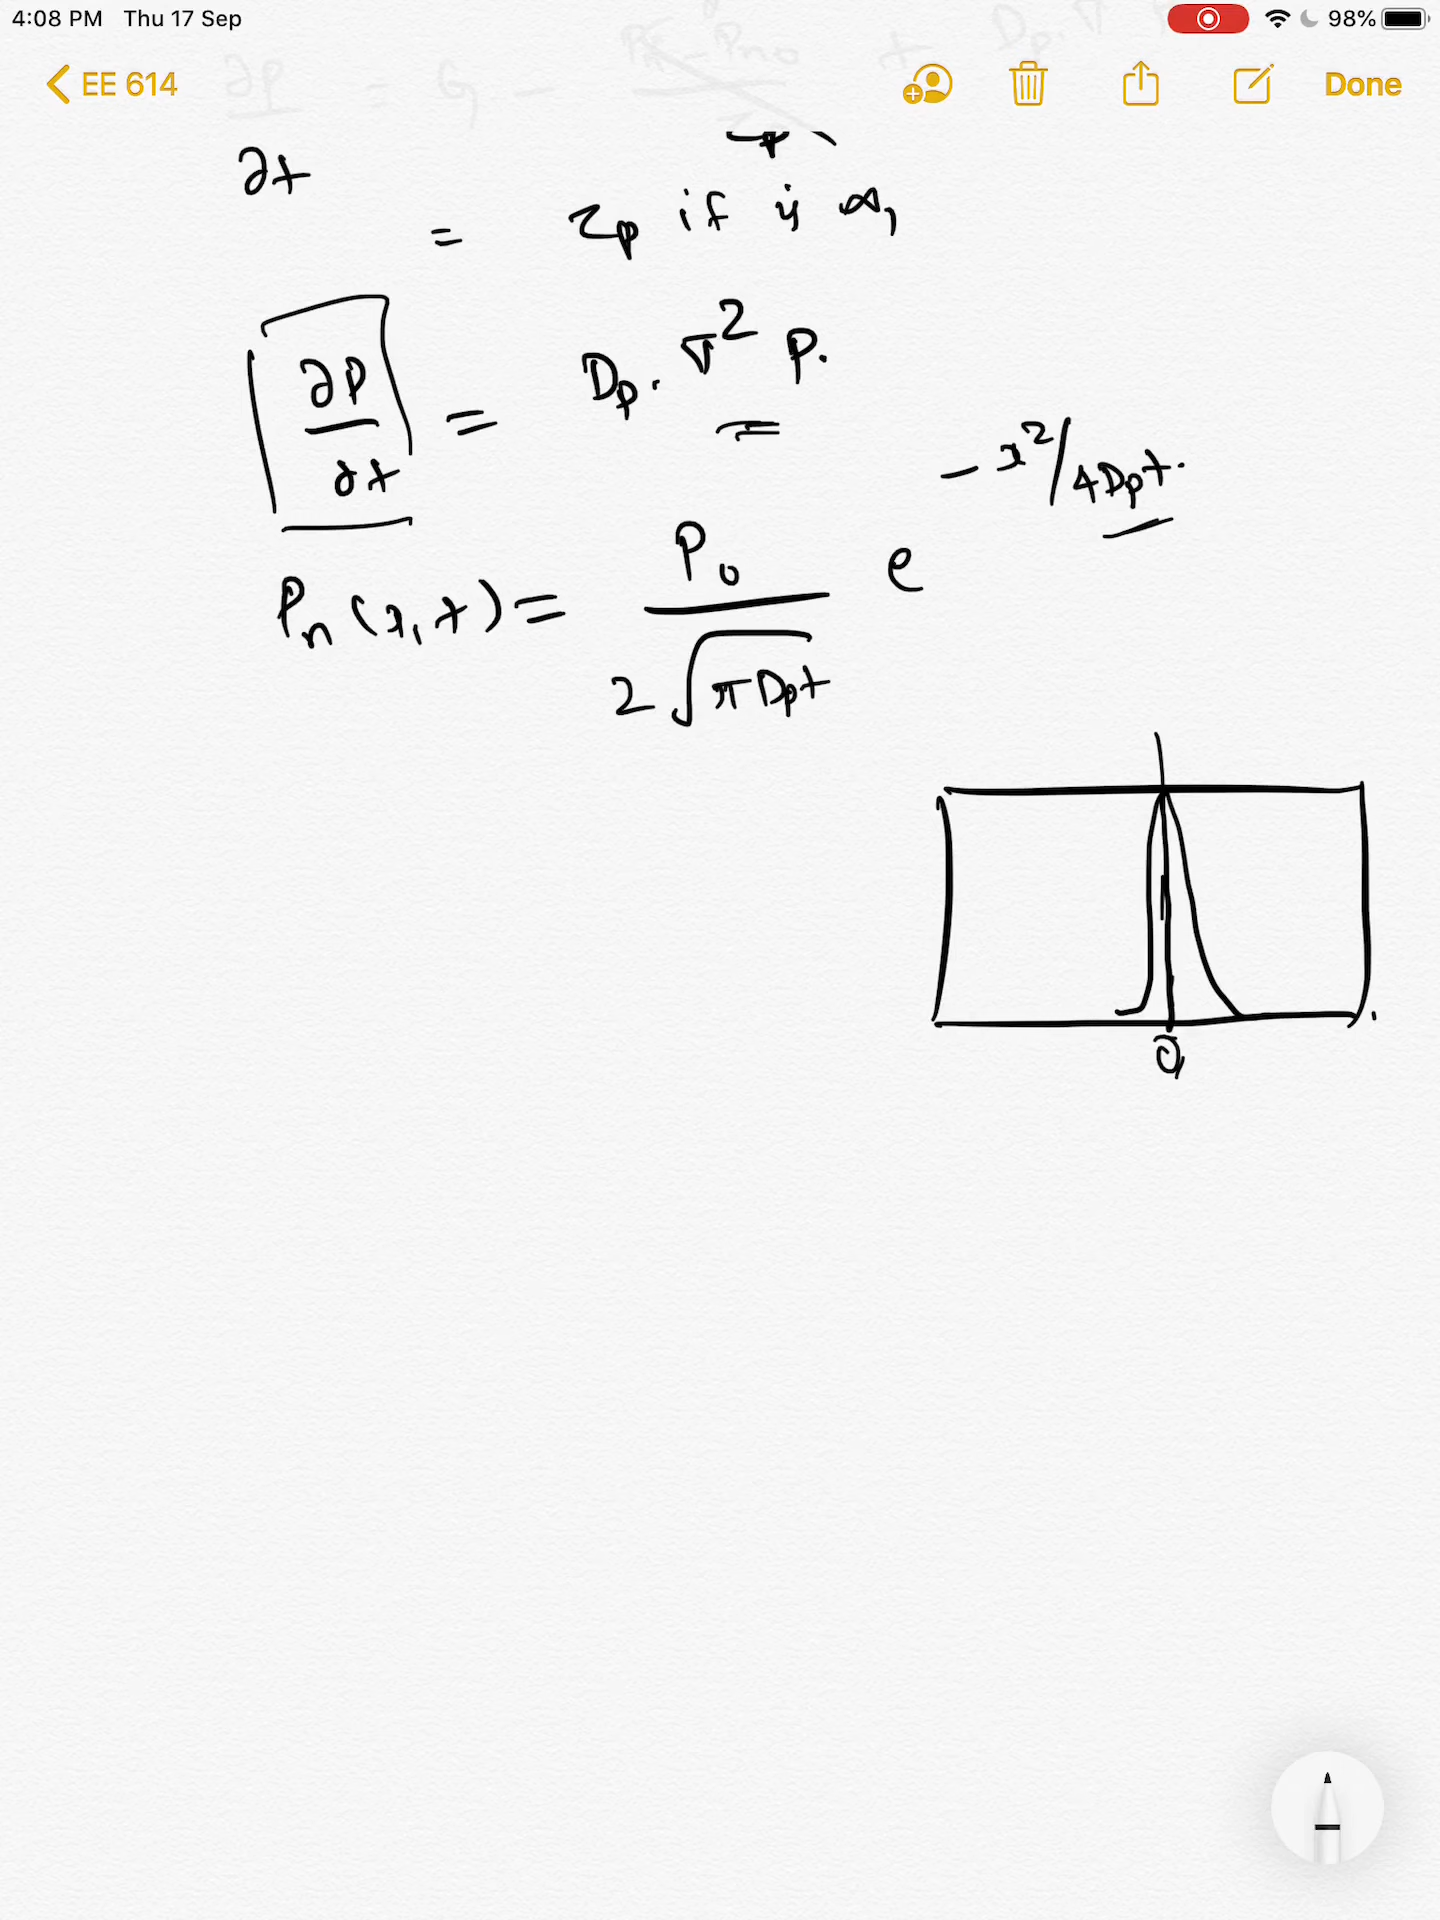 4:08 PM Thu 17 Sep 98%
EE 614 Done
∂t
= τp if is ∞,
∂P/∂t = Dp. ∇² P.
Pn(x,t) = P₀ / 2√(πDpt) e^(-x²/4Dpt.)
0